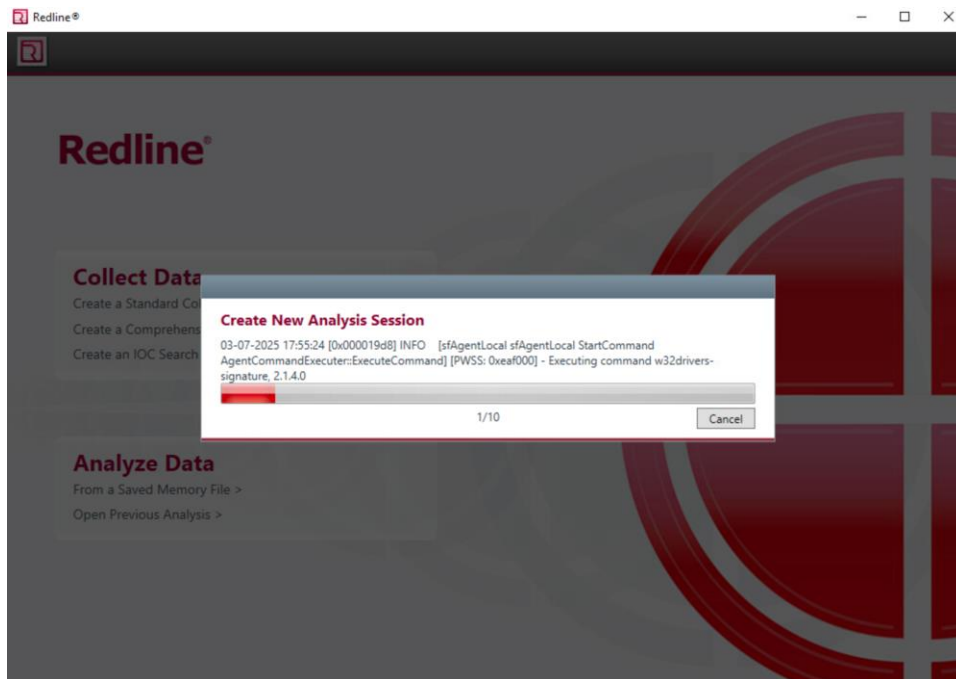 Redline®
Redline®
Collect Data
Create a Standard Co
Create a Comprehens
Create an IOC Search
Create New Analysis Session
03-07-2025 17:55:24 [0x000019d8] INFO [sfAgentLocal sfAgentLocal StartCommand
AgentCommandExecuter::ExecuteCommand] [PWSS: 0xeaf000] - Executing command w32drivers-
signature, 2.1.4.0
1/10
Cancel
Analyze Data
From a Saved Memory File >
Open Previous Analysis >